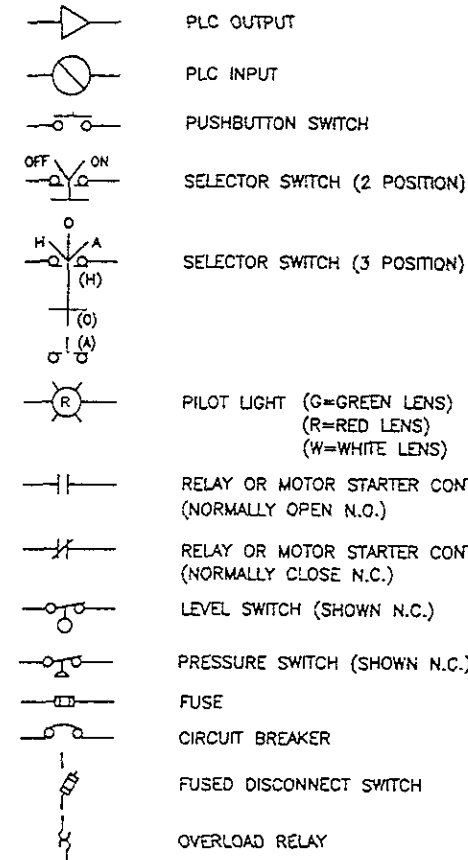 PLC OUTPUT
PLC INPUT
PUSHBUTTON SWITCH
OFF ON
SELECTOR SWITCH (2 POSITION)
O
H A
SELECTOR SWITCH (3 POSITION)
(H)
(O)
(A)
R
PILOT LIGHT (G=GREEN LENS)
(R=RED LENS)
(W=WHITE LENS)
RELAY OR MOTOR STARTER
(NORMALLY OPEN N.O.)
RELAY OR MOTOR STARTER
(NORMALLY CLOSE N.C.)
LEVEL SWITCH (SHOWN N.C.)
PRESSURE SWITCH (SHOWN N.C.)
FUSE
CIRCUIT BREAKER
FUSED DISCONNECT SWITCH
OVERLOAD RELAY